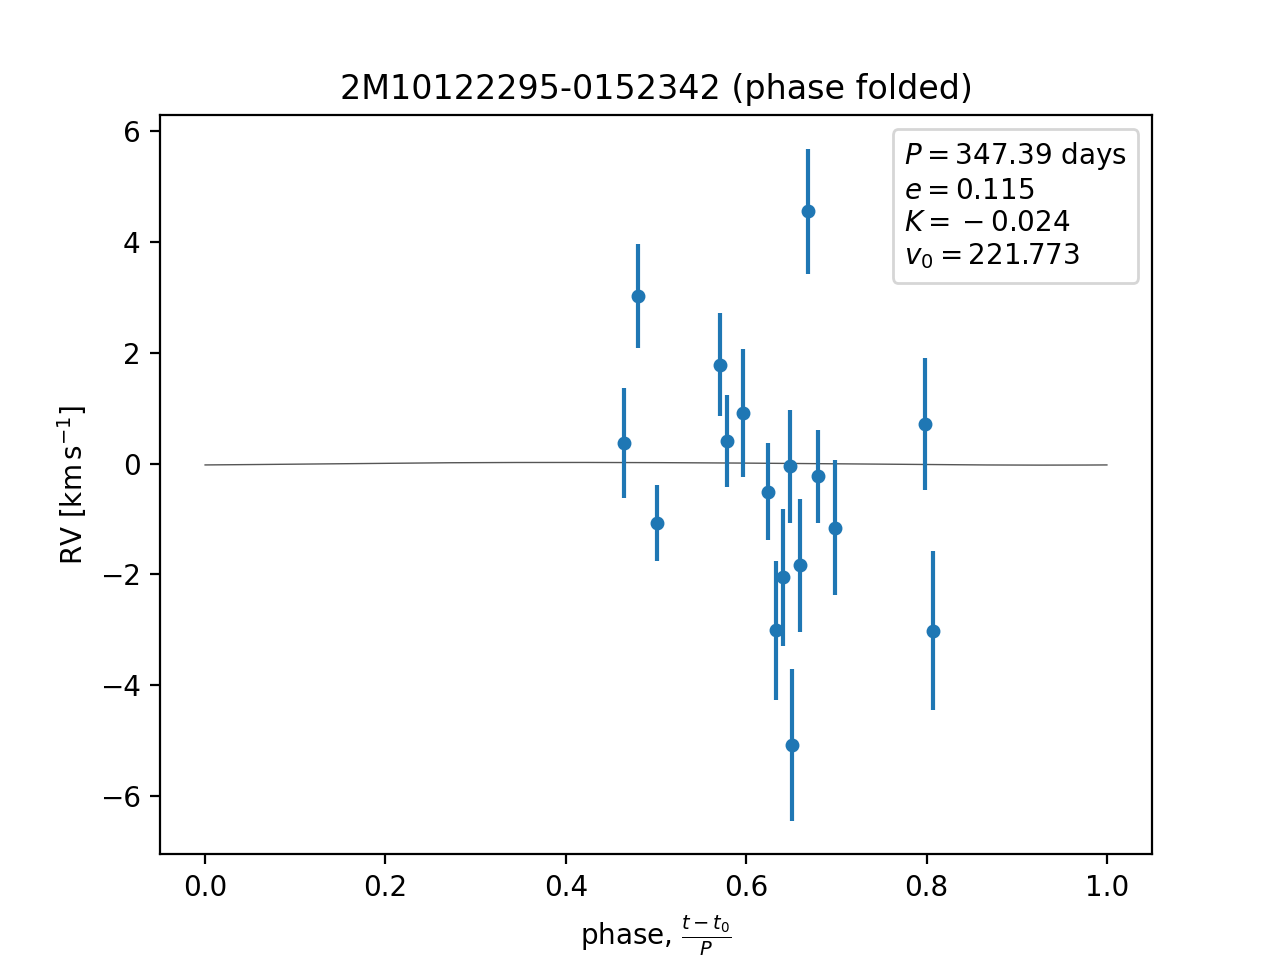 2M10122295-0152342 (phase folded)
P = 347.39 days
e = 0.115
K = −0.024
v₀ = 221.773
6
4
2
0
−2
−4
−6
RV [km s⁻¹]
0.0 0.2 0.4 0.6 0.8 1.0
phase, (t − t₀)/P